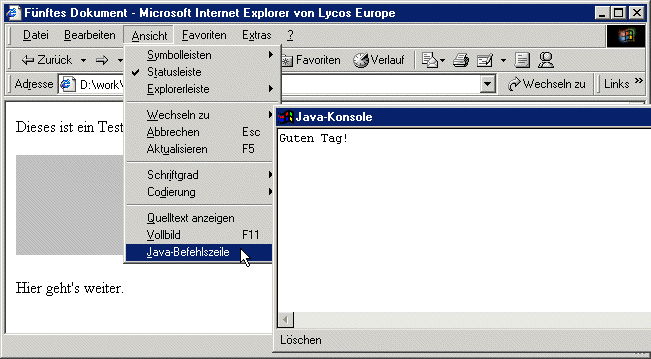 Fünftes Dokument - Microsoft Internet Explorer von Lycos Europe
Datei Bearbeiten Ansicht Favoriten Extras ?
Zurück Favoriten Verlauf
Adresse D:\work\ Wechseln zu Links »
Symbolleisten
Statusleiste
Explorerleiste
Wechseln zu
Abbrechen Esc
Aktualisieren F5
Schriftgrad
Codierung
Quelltext anzeigen
Vollbild F11
Java-Befehlszeile
Dieses ist ein Test
Hier geht's weiter.
Java-Konsole
Guten Tag!
Löschen